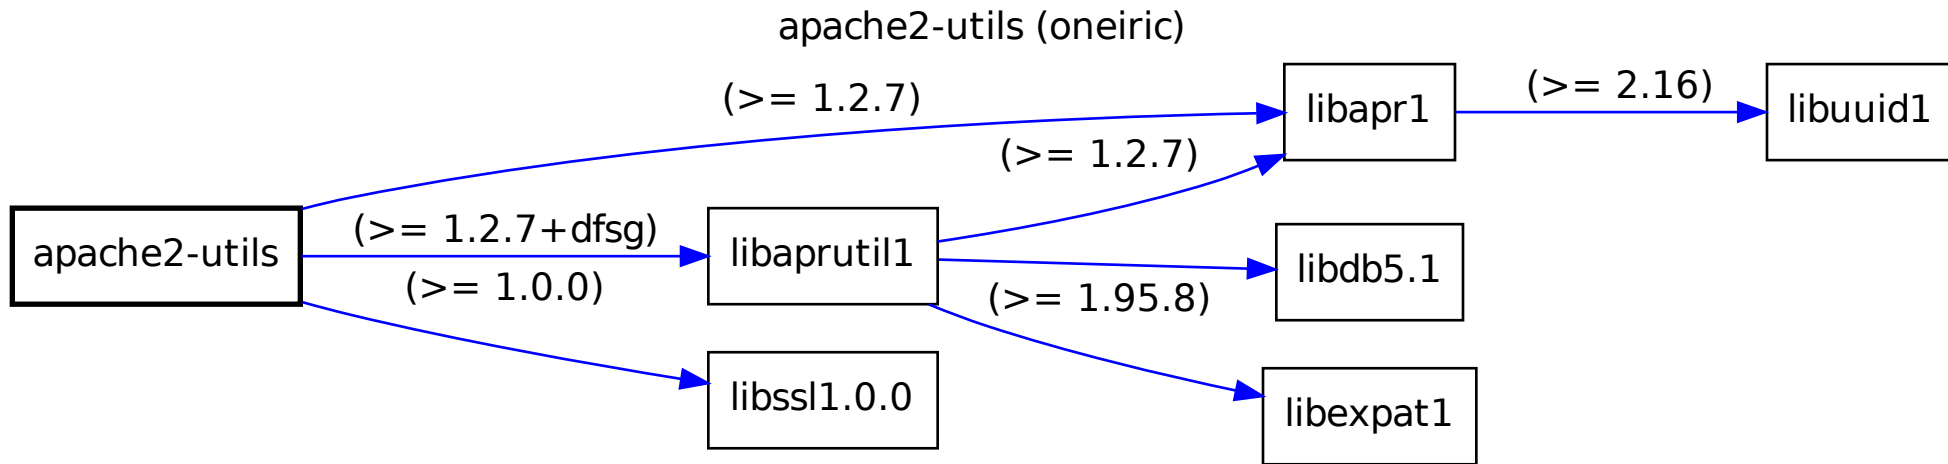 apache2-utils (oneiric)
(>= 1.2.7)
libapr1
(>= 2.16)
libuuid1
(>= 1.2.7)
apache2-utils
(>= 1.2.7+dfsg)
libaprutil1
(>= 1.0.0)
libdb5.1
(>= 1.95.8)
libssl1.0.0
libexpat1